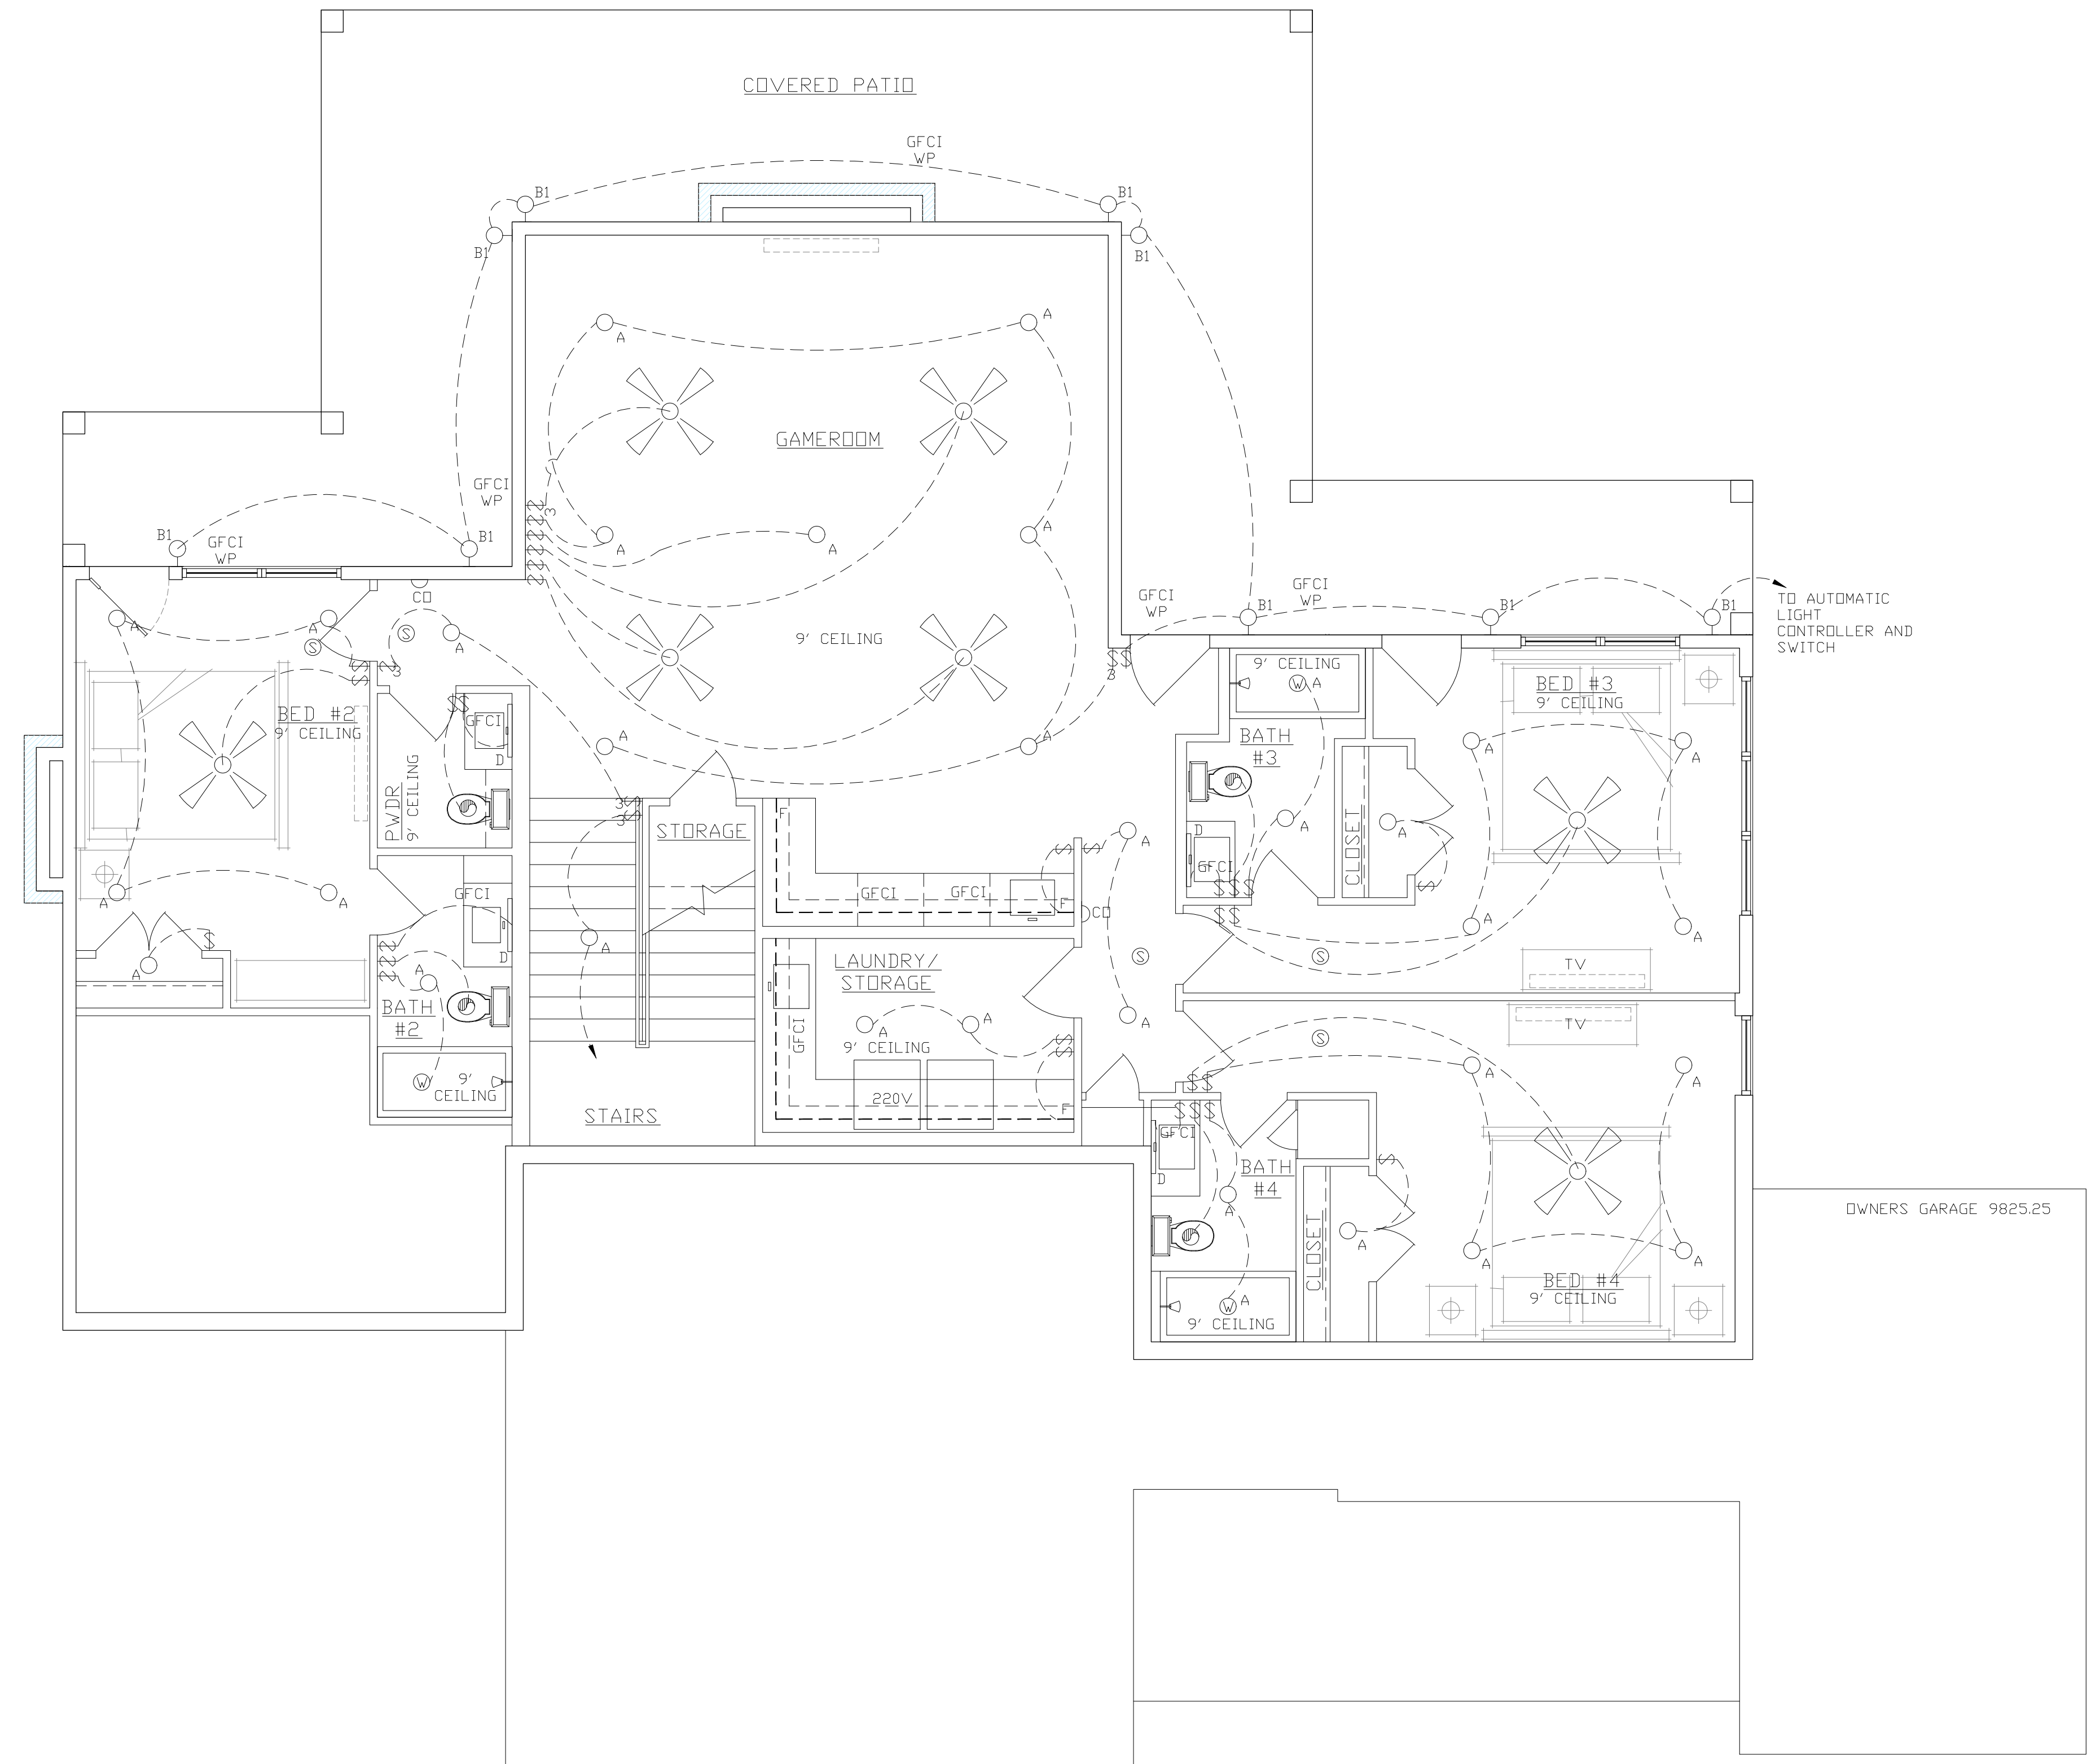 COVERED PATIO
GFCI
WP
B1
B1
B1
B1
A
A
GAMEROOM
GFCI
WP
3
A
A
A
B1
GFCI
WP
B1
CO
A
S
A
S
A
3
9' CEILING
GFCI
WP
GFCI
WP
B1
B1
B1
TO AUTOMATIC
LIGHT
CONTROLLER AND
SWITCH
3
9' CEILING
W A
BED #3
9' CEILING
BED #2
9' CEILING
GFCI
D
PWDR
9' CEILING
A
A
BATH
#3
A
A
3
3
STORAGE
F
A
D
GFCI
A
CLOSET
A
A
A
A
GFCI
D
GFCI
GFCI
F
CO
A
A
A
A
BATH
#2
LAUNDRY/
STORAGE
S
S
TV
TV
GFCI
A
A
9' CEILING
A
S
W
9'
CEILING
220V
F
STAIRS
A
A
GFCI
D
BATH
#4
A
CLOSET
A
A
A
OWNERS GARAGE 9825.25
BED #4
9' CEILING
W A
9' CEILING